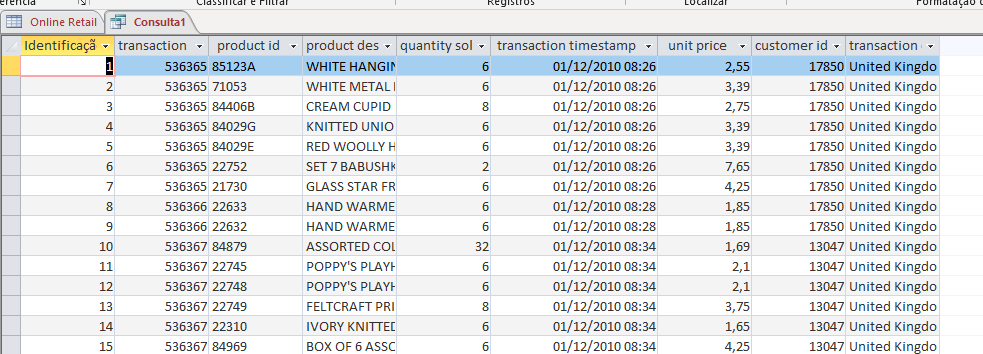 Classificar e Filtrar Registros Localizar
Online Retail Consulta1
Identificaçã transaction product id product des quantity sol transaction timestamp unit price customer id transaction
1 536365 85123A WHITE HANGIN 6 01/12/2010 08:26 2,55 17850 United Kingdo
2 536365 71053 WHITE METAL 6 01/12/2010 08:26 3,39 17850 United Kingdo
3 536365 84406B CREAM CUPID 8 01/12/2010 08:26 2,75 17850 United Kingdo
4 536365 84029G KNITTED UNIO 6 01/12/2010 08:26 3,39 17850 United Kingdo
5 536365 84029E RED WOOLLY H 6 01/12/2010 08:26 3,39 17850 United Kingdo
6 536365 22752 SET 7 BABUSHK 2 01/12/2010 08:26 7,65 17850 United Kingdo
7 536365 21730 GLASS STAR FR 6 01/12/2010 08:26 4,25 17850 United Kingdo
8 536366 22633 HAND WARME 6 01/12/2010 08:28 1,85 17850 United Kingdo
9 536366 22632 HAND WARME 6 01/12/2010 08:28 1,85 17850 United Kingdo
10 536367 84879 ASSORTED COL 32 01/12/2010 08:34 1,69 13047 United Kingdo
11 536367 22745 POPPY'S PLAYH 6 01/12/2010 08:34 2,1 13047 United Kingdo
12 536367 22748 POPPY'S PLAYH 6 01/12/2010 08:34 2,1 13047 United Kingdo
13 536367 22749 FELTCRAFT PRI 8 01/12/2010 08:34 3,75 13047 United Kingdo
14 536367 22310 IVORY KNITTED 6 01/12/2010 08:34 1,65 13047 United Kingdo
15 536367 84969 BOX OF 6 ASSO 6 01/12/2010 08:34 4,25 13047 United Kingdo